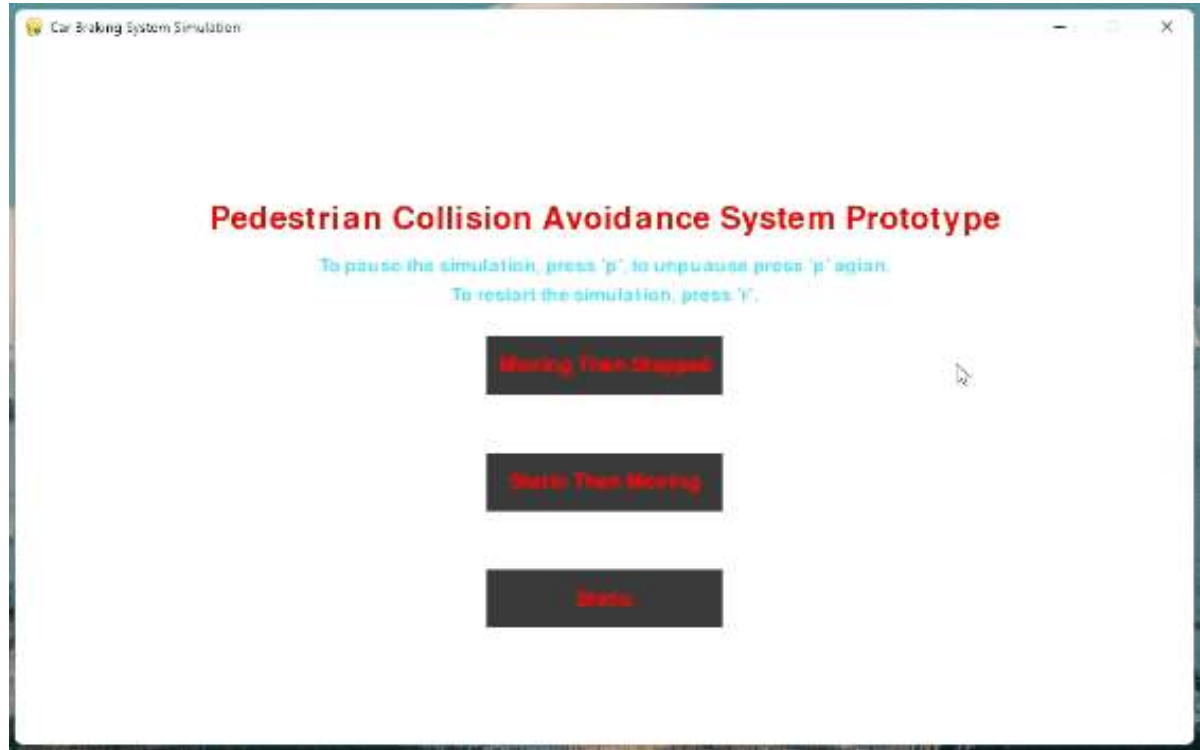 Car Braking System Simulation
Pedestrian Collision Avoidance System Prototype
To pause the simulation, press 'p', to unpuause press 'p' agian.
To restart the simulation, press 'r'.
Moving Then Stopped
Static Then Moving
Static